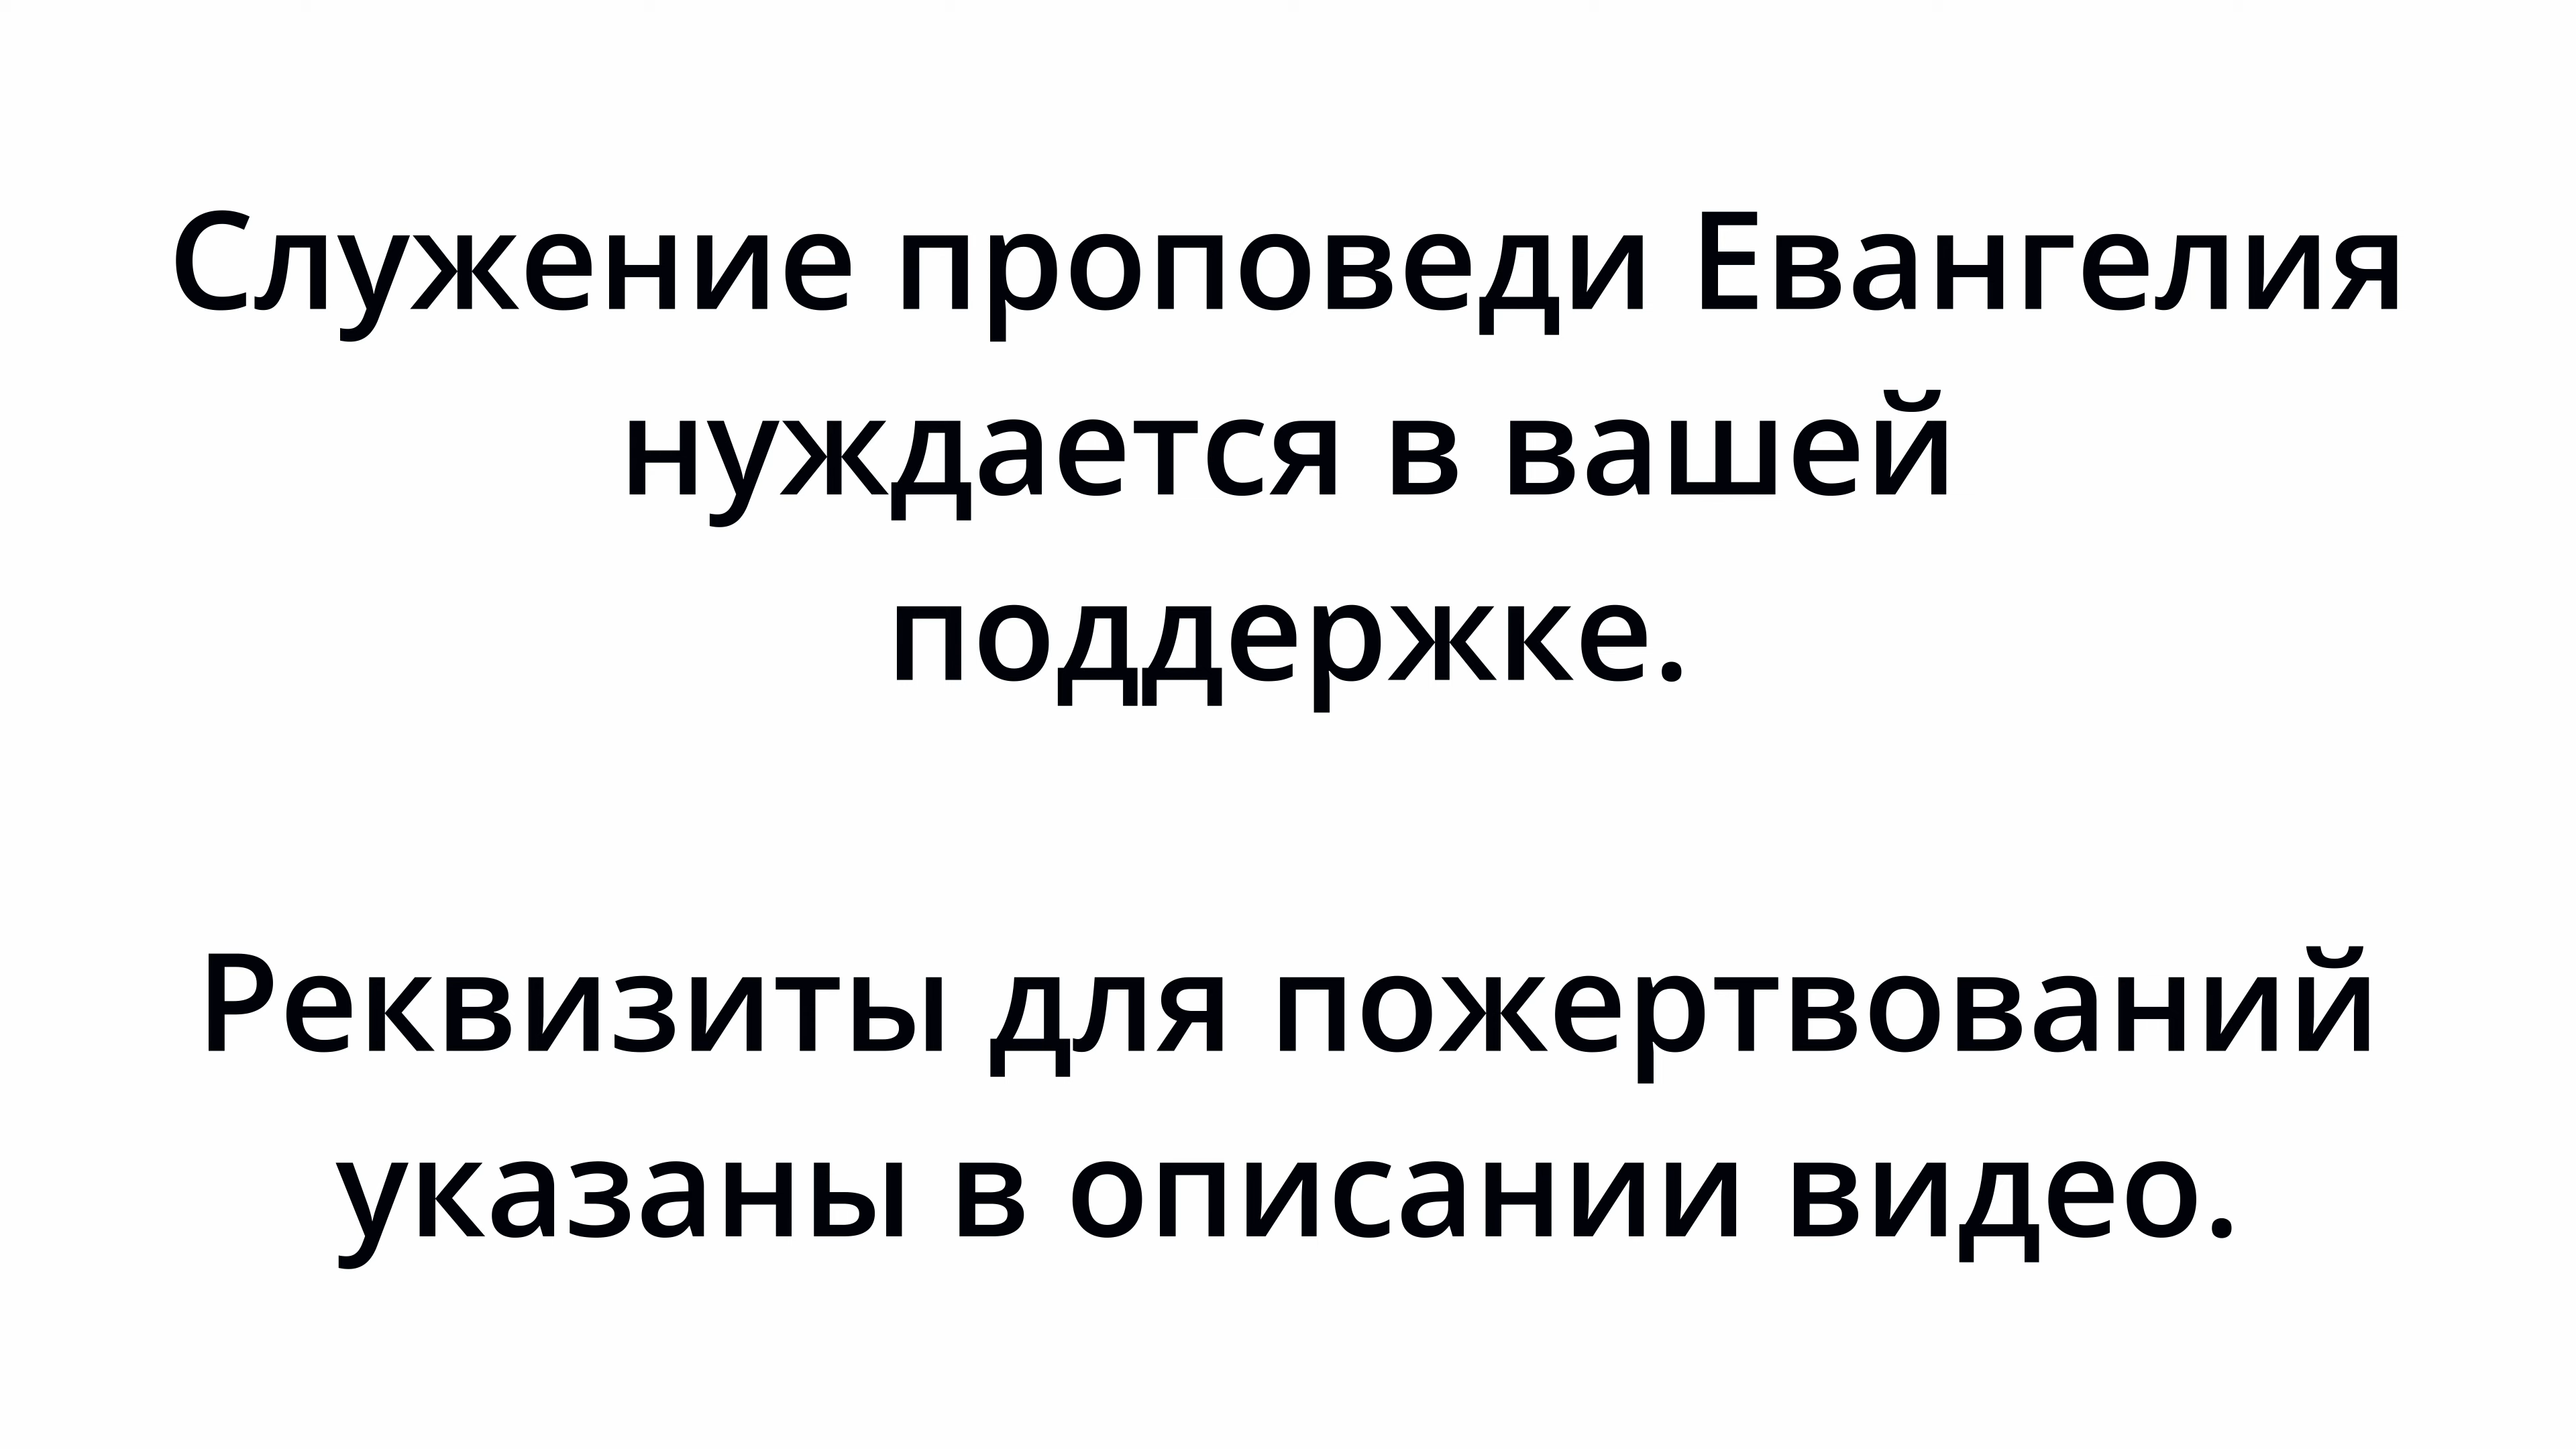 Служение проповеди Евангелия
нуждается в вашей
поддержке.
Реквизиты для пожертвований
указаны в описании видео.